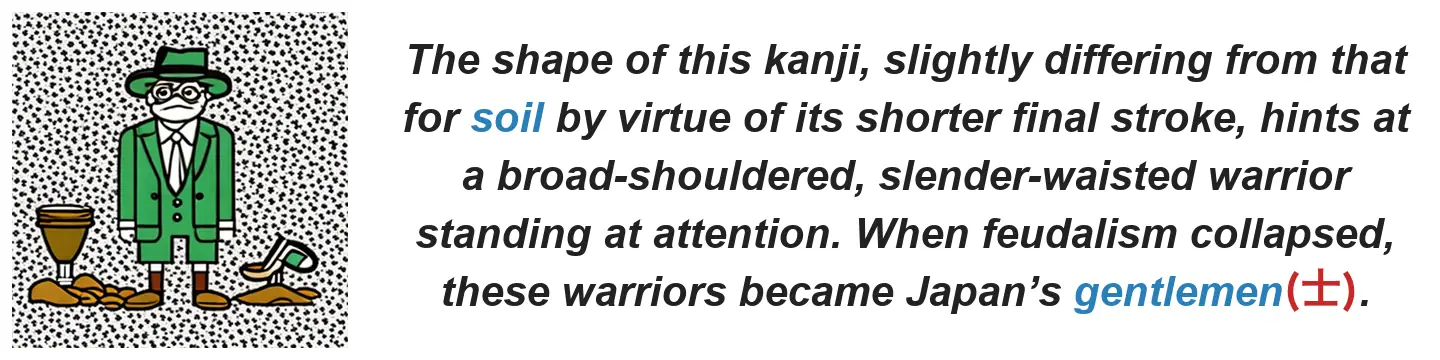 The shape of this kanji, slightly differing from that
for soil by virtue of its shorter final stroke, hints at
a broad-shouldered, slender-waisted warrior
standing at attention. When feudalism collapsed,
these warriors became Japan’s gentlemen(士).